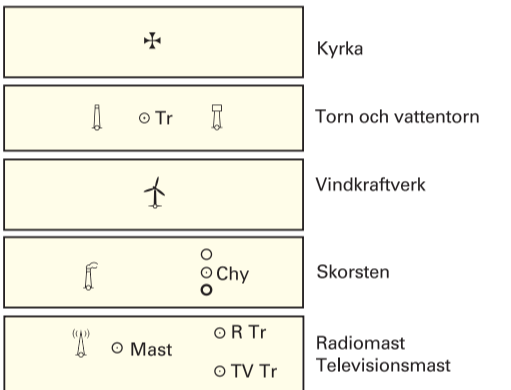 Kyrka
Tr Torn och vattentorn
Vindkraftverk
Chy Skorsten
R Tr
Mast
TV Tr
Radiomast
Televisionsmast